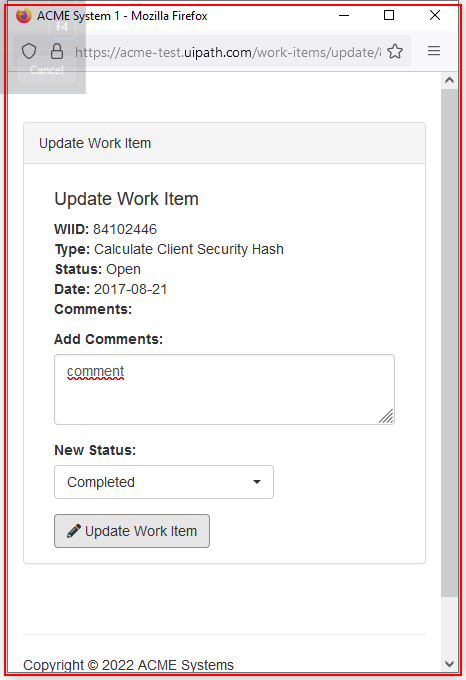 ACME System 1 - Mozilla Firefox
F4
https://acme-test.uipath.com/work-items/update/
Cancel
Update Work Item
Update Work Item
WIID: 84102446
Type: Calculate Client Security Hash
Status: Open
Date: 2017-08-21
Comments:
Add Comments:
comment
New Status:
Completed
Update Work Item
Copyright © 2022 ACME Systems